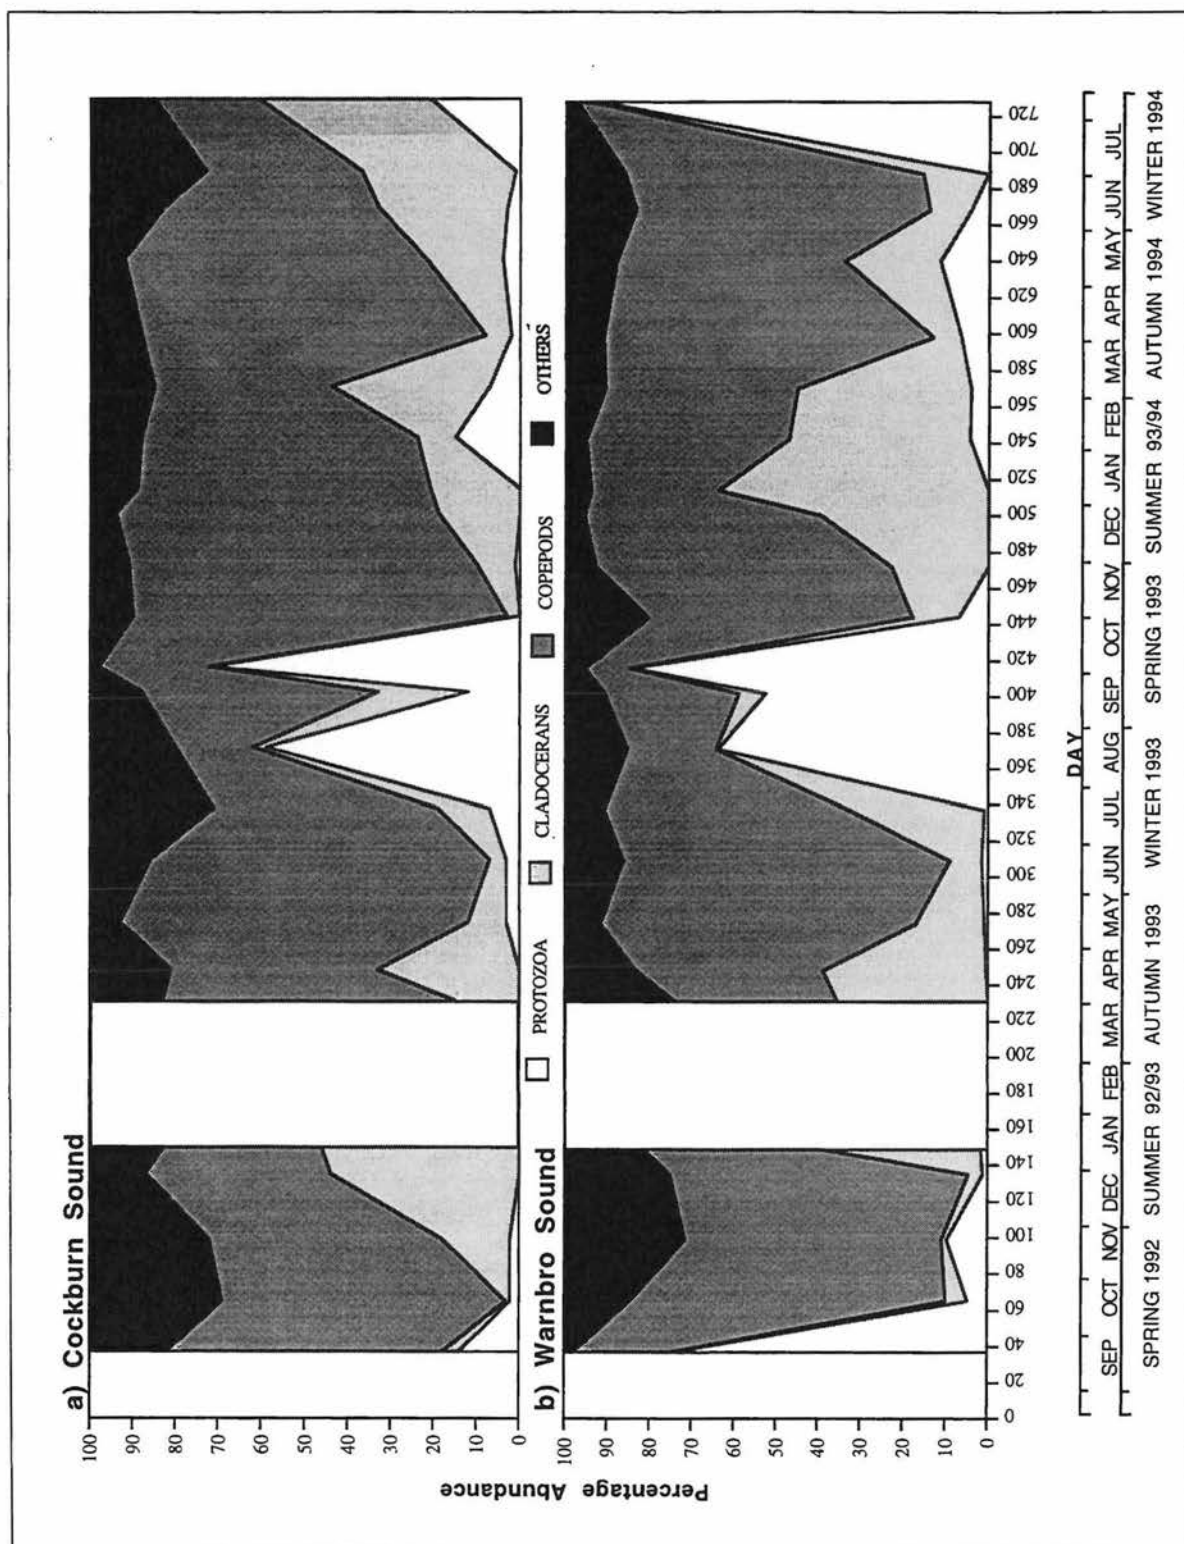 a) Cockburn Sound
100
90
80
70
60
50
40
30
20
10
0
PROTOZOA CLADOCERANS COPEPODS OTHERS
b) Warnbro Sound
100
90
80
70
60
50
40
30
20
10
0
Percentage Abundance
0 20 40 60 80 100 120 140 160 180 200 220 240 260 280 300 320 340 360 380 400 420 440 460 480 500 520 540 560 580 600 620 640 660 680 700 720
DAY
SEP OCT NOV DEC JAN FEB MAR APR MAY JUN JUL AUG SEP OCT NOV DEC JAN FEB MAR APR MAY JUN JUL
SPRING 1992 SUMMER 92/93 AUTUMN 1993 WINTER 1993 SPRING 1993 SUMMER 93/94 AUTUMN 1994 WINTER 1994